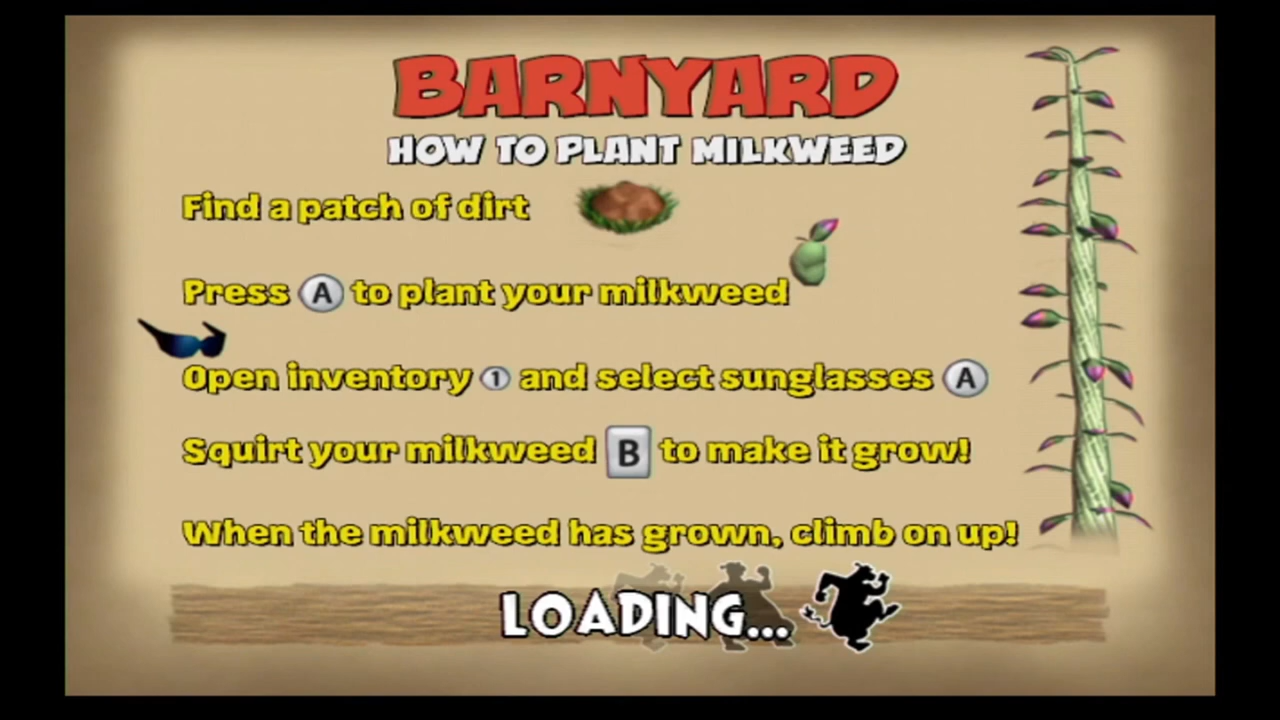 BARNYARD
HOW TO PLANT MILKWEED
Find a patch of dirt
Press A to plant your milkweed
Open inventory 1 and select sunglasses A
Squirt your milkweed B to make it grow!
When the milkweed has grown, climb on up!
LOADING...